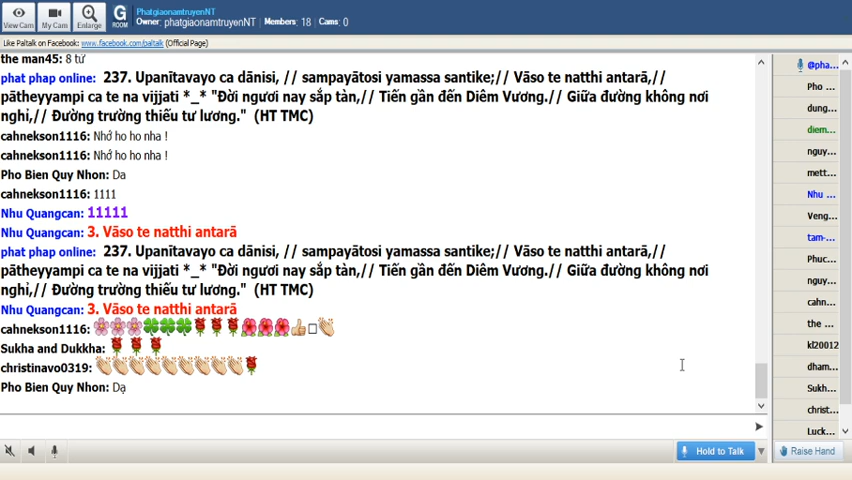 View Cam
My Cam
Enlarge
G
ROOM
PhatgiaonamtruyenNT
Owner: phatgiaonamtruyenNT Members: 18 Cams: 0
Like Paltalk on Facebook: www.facebook.com/paltalk (Official Page)
the man45: 8 từ
phat phap online: 237. Upanītavayo ca dānisi, // sampayātosi yamassa santike;// Vāso te natthi antarā,//
pātheyyampi ca te na vijjati *_* "Đời ngươi nay sắp tàn,// Tiến gần đến Diêm Vương.// Giữa đường không nơi
nghỉ,// Đường trường thiếu tư lương." (HT TMC)
cahnekson1116: Nhớ ho ho nha !
cahnekson1116: Nhớ ho ho nha !
Pho Bien Quy Nhon: Da
cahnekson1116: 1111
Nhu Quangcan: 11111
Nhu Quangcan: 3. Vāso te natthi antarā
phat phap online: 237. Upanītavayo ca dānisi, // sampayātosi yamassa santike;// Vāso te natthi antarā,//
pātheyyampi ca te na vijjati *_* "Đời ngươi nay sắp tàn,// Tiến gần đến Diêm Vương.// Giữa đường không nơi
nghỉ,// Đường trường thiếu tư lương." (HT TMC)
Nhu Quangcan: 3. Vāso te natthi antarā
cahnekson1116:
Sukha and Dukkha:
christinavo0319:
Pho Bien Quy Nhon: Dạ
Hold to Talk
Raise Hand
@pha...
Pho ...
dung...
diem...
nguy...
mett...
Nhu ...
Veng...
tam-...
Phuc...
nguy...
cahn...
the ...
kl20012
dham...
Sukh...
christ...
Luck...